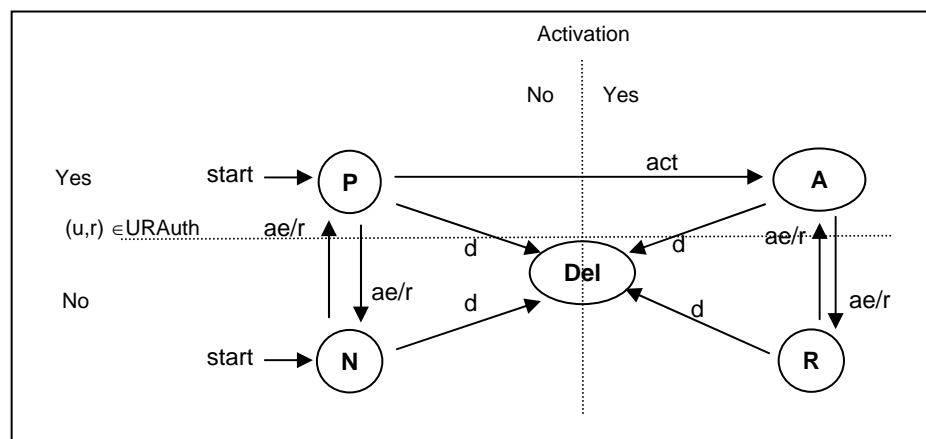 Activation
No Yes
Yes
start
P
act
A
(u,r) ∈URAuth
ae/r
d
d
ae/r
Del
No
ae/r
d
d
ae/r
start
N
R